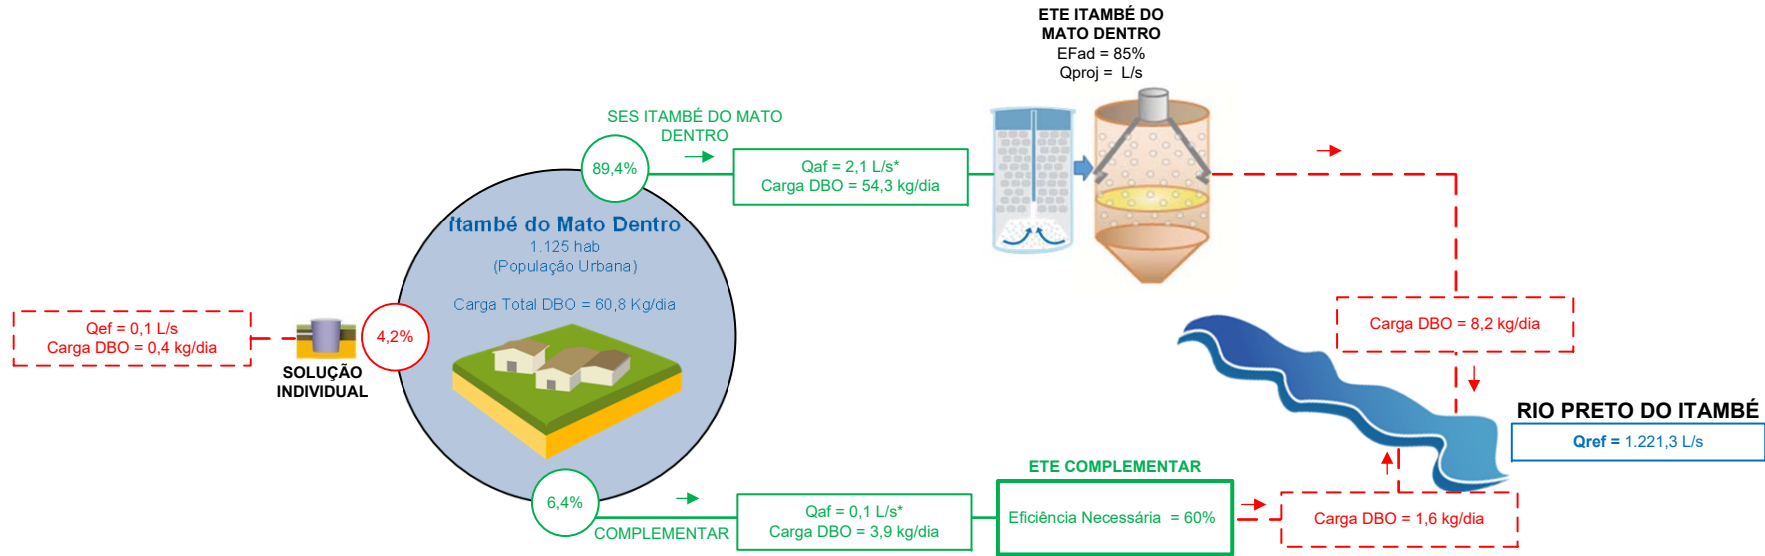 ETE ITAMBÉ DO
MATO DENTRO
EFad = 85%
Qproj =  L/s
SES ITAMBÉ DO MATO
DENTRO
89,4%
Qaf = 2,1 L/s*
Carga DBO = 54,3 kg/dia
Itambé do Mato Dentro
1.125 hab
(População Urbana)
Carga Total DBO = 60,8 Kg/dia
Qef = 0,1 L/s
Carga DBO = 0,4 kg/dia
SOLUÇÃO
INDIVIDUAL
4,2%
Carga DBO = 8,2 kg/dia
RIO PRETO DO ITAMBÉ
Qref = 1.221,3 L/s
6,4%
COMPLEMENTAR
Qaf = 0,1 L/s*
Carga DBO = 3,9 kg/dia
ETE COMPLEMENTAR
Eficiência Necessária  = 60%
Carga DBO = 1,6 kg/dia